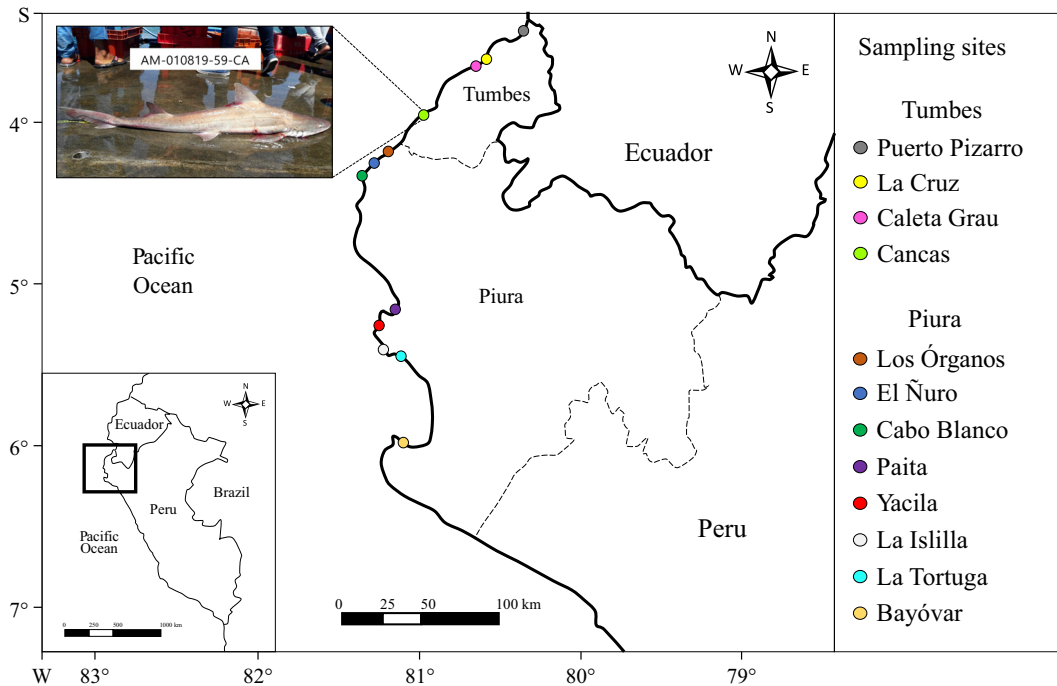 S
4°
5°
6°
7°
W
83°
82°
81°
80°
79°
AM-010819-59-CA
Tumbes
Ecuador
Pacific
Ocean
Piura
Peru
N
W
E
S
0
25
50
100 km
N
W
E
S
Ecuador
Brazil
Peru
Pacific
Ocean
0
250
500
1000 km
Sampling sites
Tumbes
Puerto Pizarro
La Cruz
Caleta Grau
Cancas
Piura
Los Órganos
El Ñuro
Cabo Blanco
Paita
Yacila
La Islilla
La Tortuga
Bayóvar